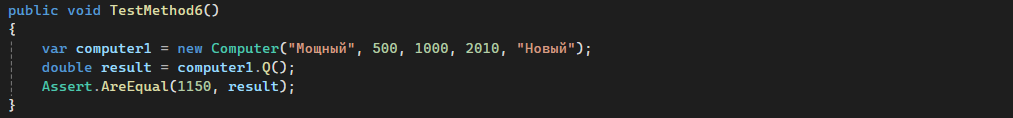 public void TestMethod6()
{
var computer1 = new Computer("Мощный", 500, 1000, 2010, "Новый");
double result = computer1.Q();
Assert.AreEqual(1150, result);
}